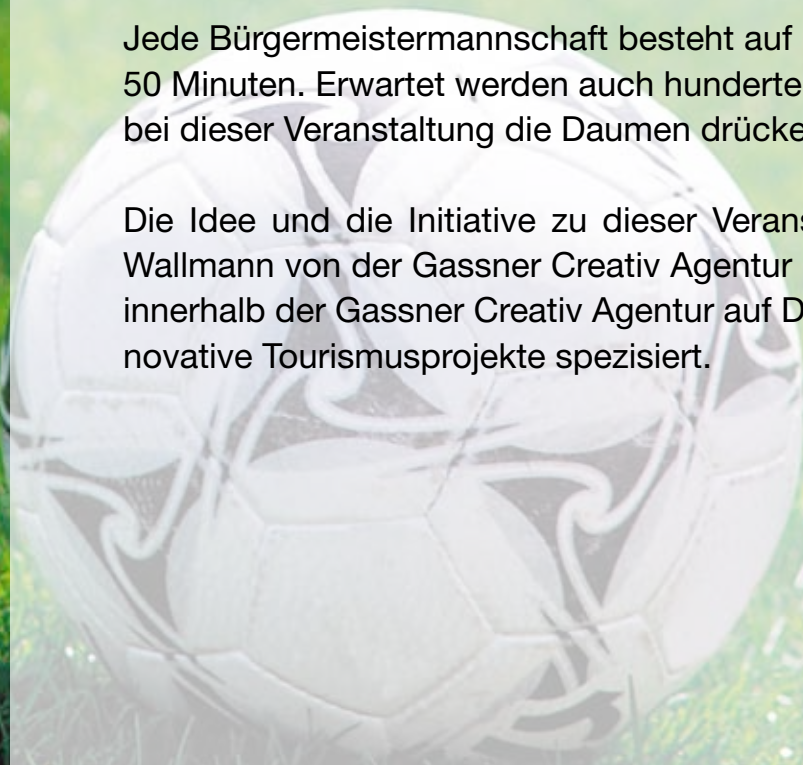 Jede Bürgermeistermannschaft besteht auf
50 Minuten. Erwartet werden auch hunderte
bei dieser Veranstaltung die Daumen drücke
Die Idee und die Initiative zu dieser Verans
Wallmann von der Gassner Creativ Agentur
innerhalb der Gassner Creativ Agentur auf D
novative Tourismusprojekte spezisiert.